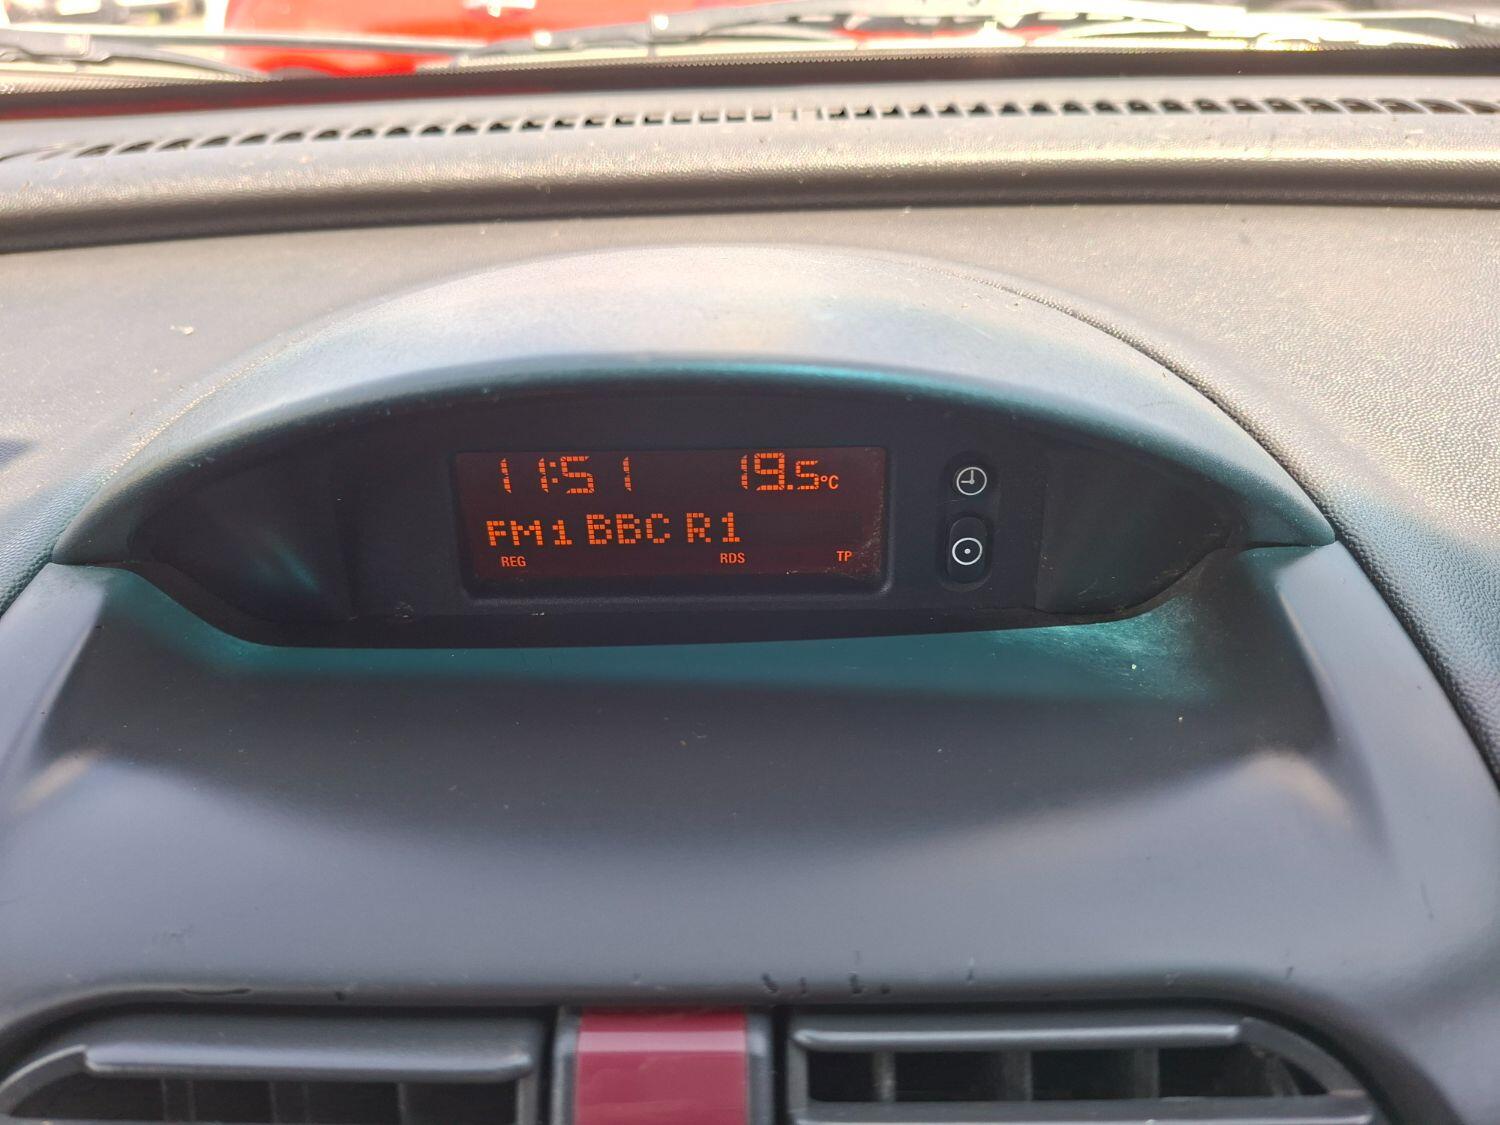 11:51 19.5°C
FM1 BBC R1
REG RDS TP